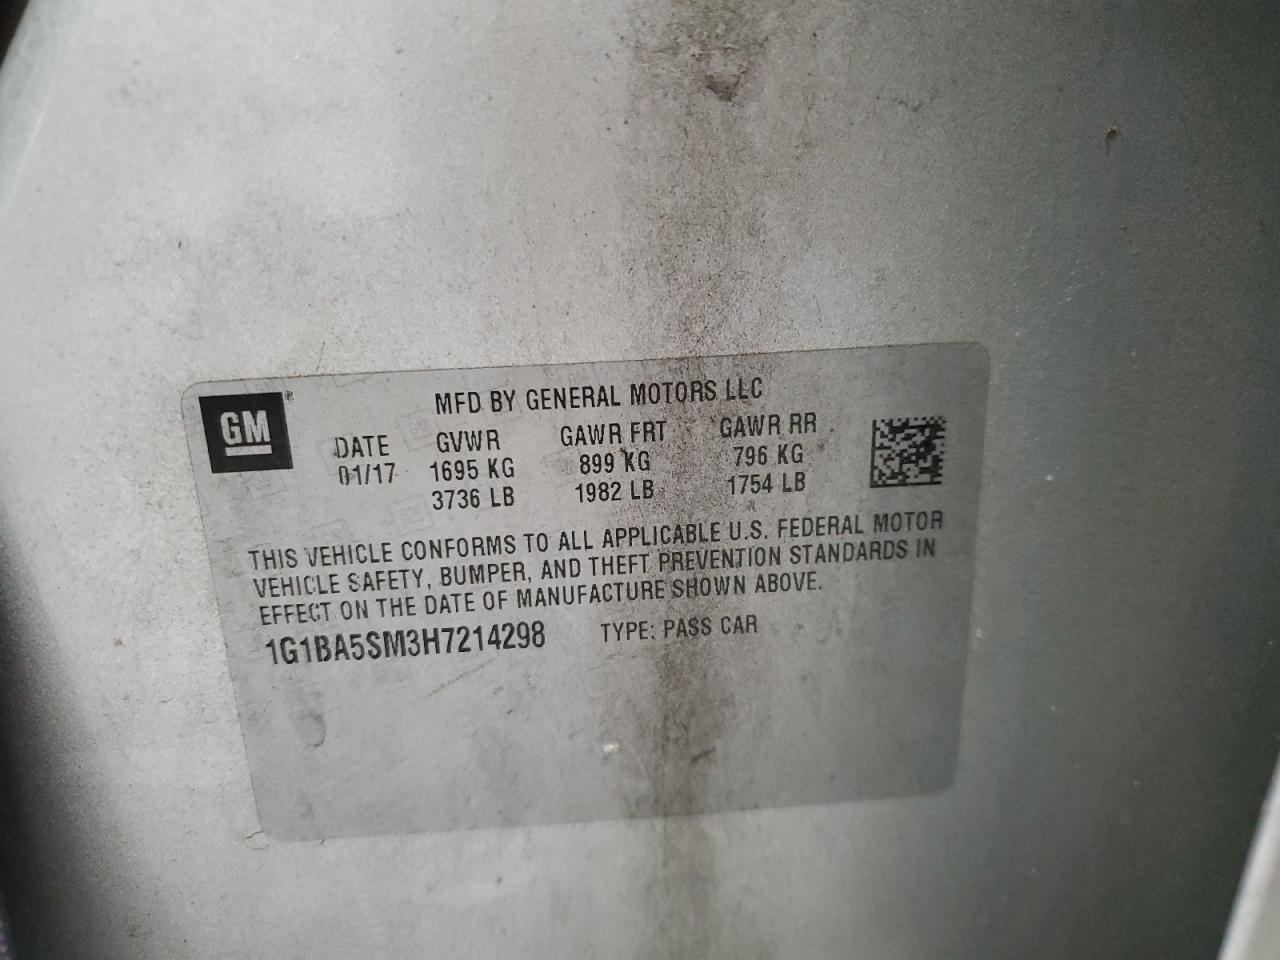 GM ®
MFD BY GENERAL MOTORS LLC
DATE GVWR GAWR FRT GAWR RR
01/17 1695 KG 899 KG 796 KG
3736 LB 1982 LB 1754 LB
THIS VEHICLE CONFORMS TO ALL APPLICABLE U.S. FEDERAL MOTOR
VEHICLE SAFETY, BUMPER, AND THEFT PREVENTION STANDARDS IN
EFFECT ON THE DATE OF MANUFACTURE SHOWN ABOVE.
1G1BA5SM3H7214298 TYPE: PASS CAR